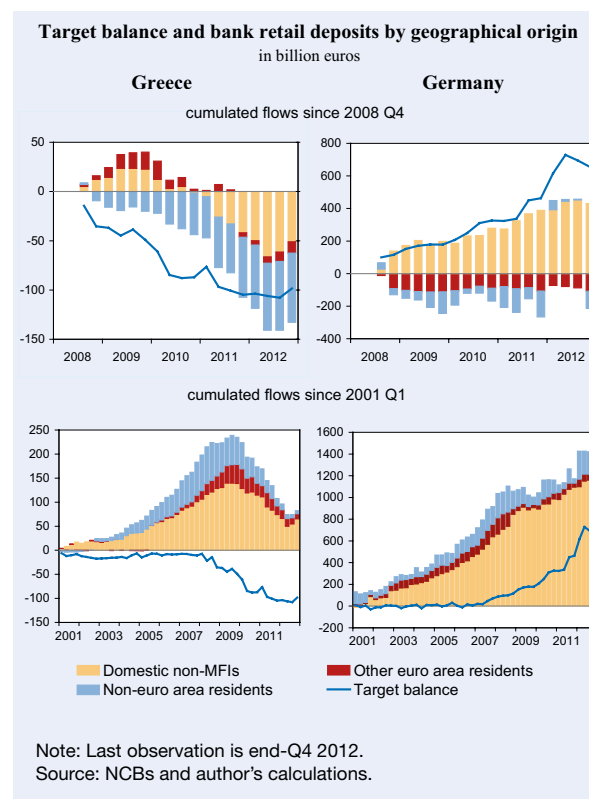 Target balance and bank retail deposits by geographical origin
in billion euros
Greece
Germany
cumulated flows since 2008 Q4
50
0
-50
-100
-150
2008 2009 2010 2011 2012
800
600
400
200
0
-200
-400
2008 2009 2010 2011 2012
cumulated flows since 2001 Q1
250
200
150
100
50
0
-50
-100
-150
2001 2003 2005 2007 2009 2011
1600
1400
1200
1000
800
600
400
200
0
-200
2001 2003 2005 2007 2009 2011
Domestic non-MFIs
Other euro area residents
Non-euro area residents
Target balance
Note: Last observation is end-Q4 2012.
Source: NCBs and author's calculations.